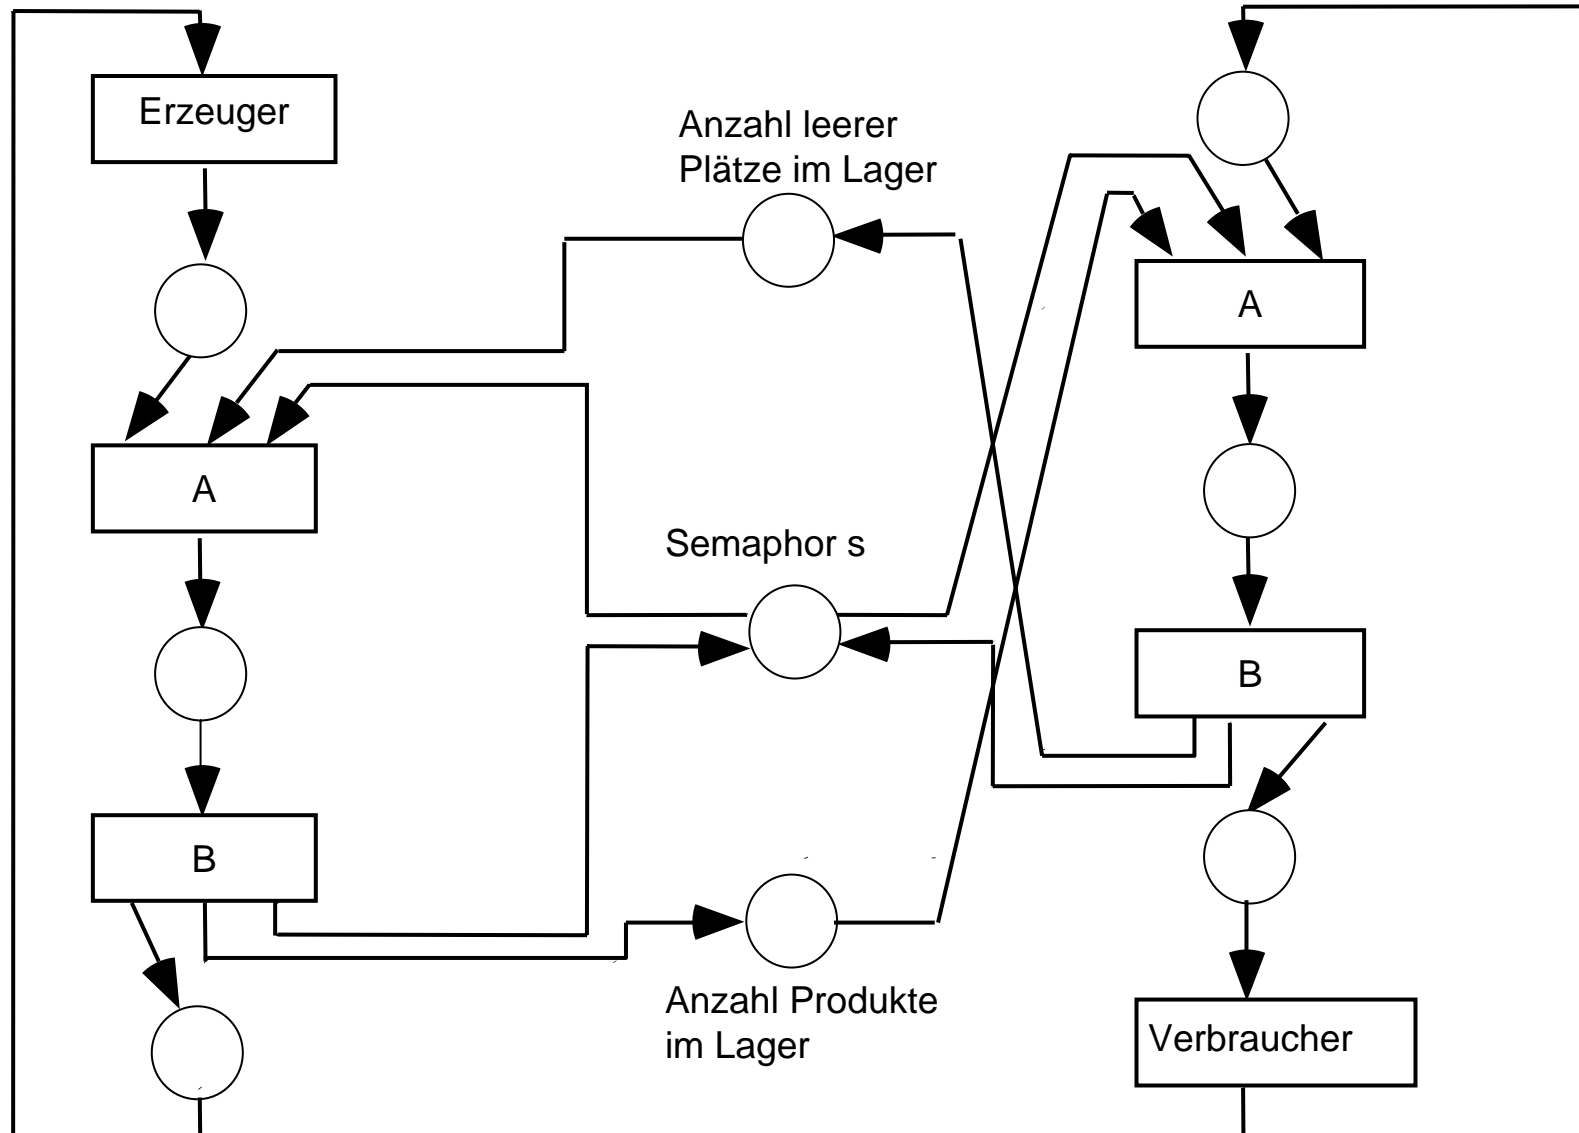 Erzeuger
Anzahl leerer
Plätze im Lager
A
A
Semaphor s
B
B
Anzahl Produkte
im Lager
Verbraucher